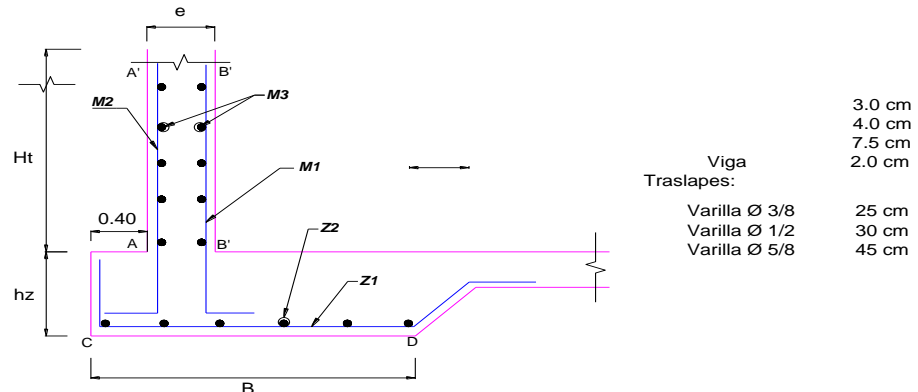 e
A' B'
M2
M3
Ht
M1
0.40
A B'
Z2
hz
Z1
C D
B
3.0 cm
4.0 cm
7.5 cm
Viga 2.0 cm
Traslapes:
Varilla Ø 3/8 25 cm
Varilla Ø 1/2 30 cm
Varilla Ø 5/8 45 cm